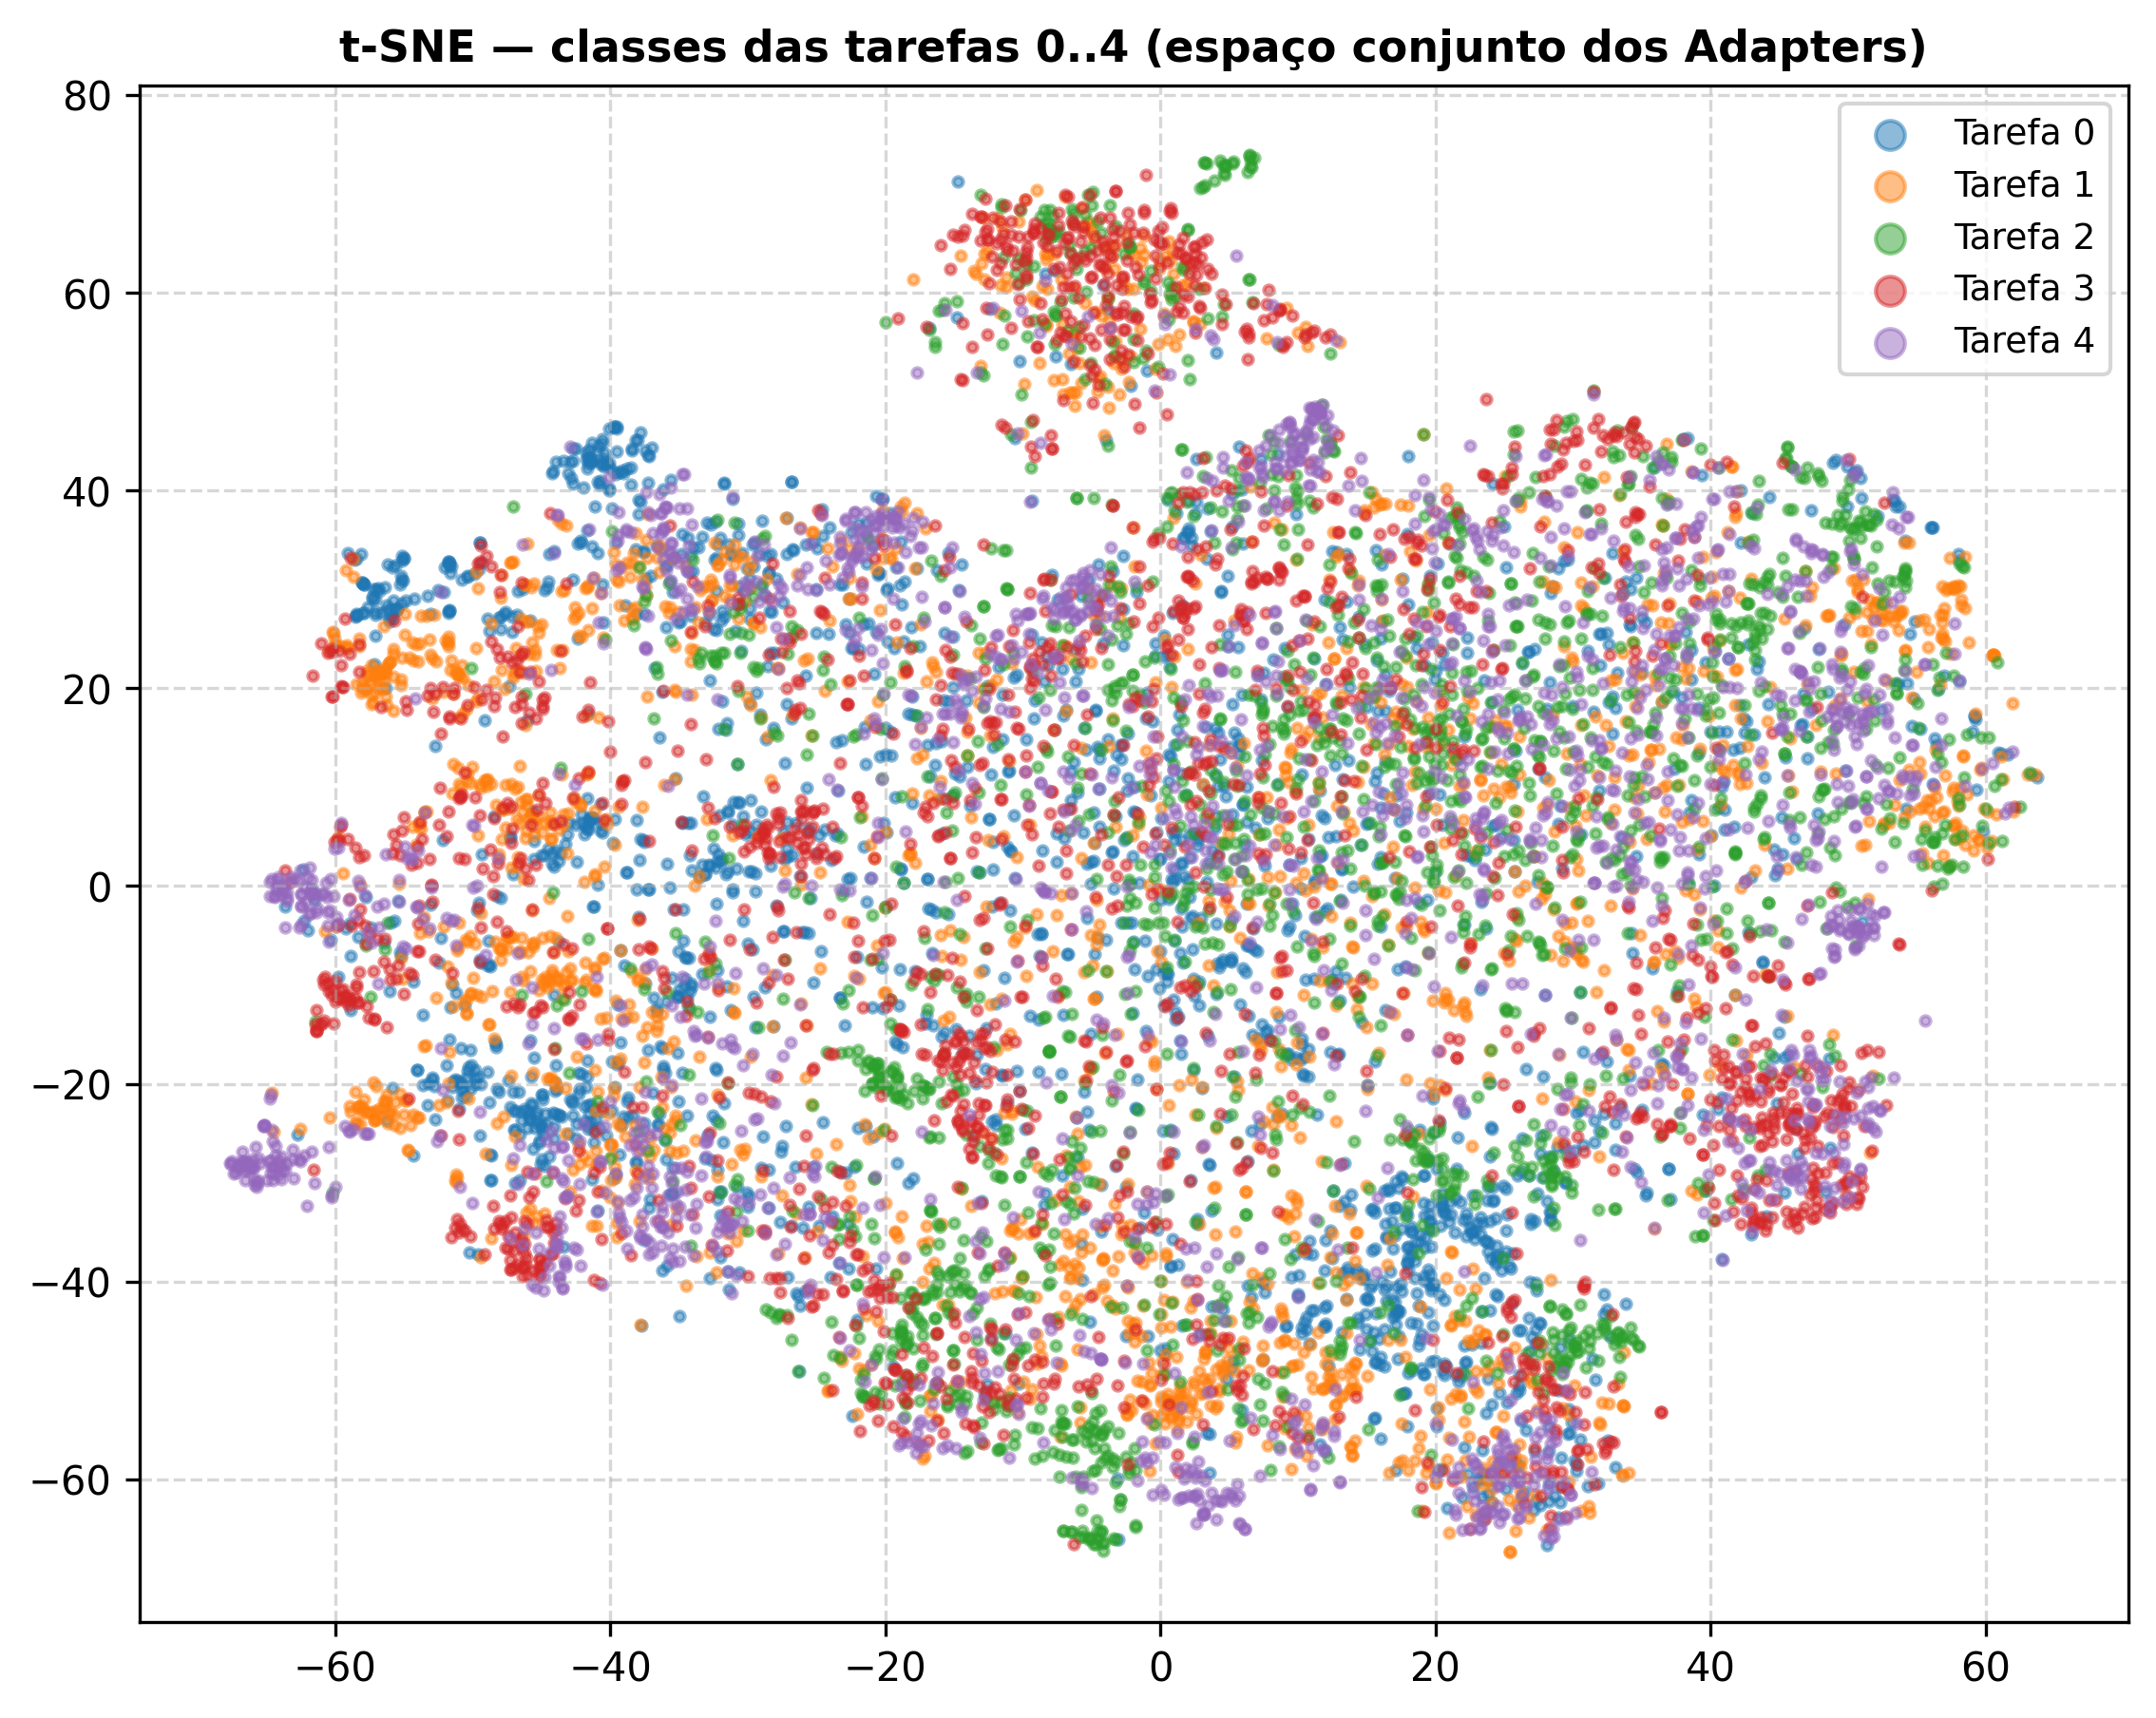 t-SNE — classes das tarefas 0..4 (espaço conjunto dos Adapters)
80
60
40
20
0
−20
−40
−60
−60
−40
−20
0
20
40
60
Tarefa 0
Tarefa 1
Tarefa 2
Tarefa 3
Tarefa 4